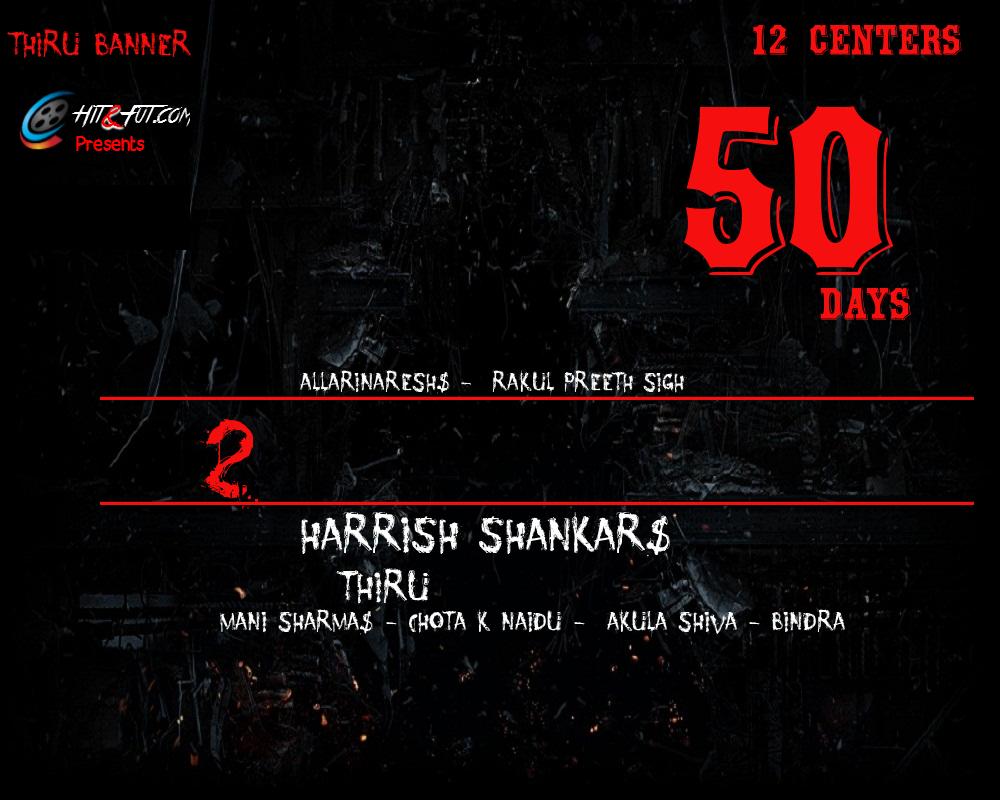 THIRU BANNER
12 CENTERS
HIT&FUT.COM
Presents
50
DAYS
ALLARINARESH$ - RAKUL PREETH SIGH
2..
HARRISH SHANKAR$
THIRU
MANI SHARMA$ - CHOTA K NAIDU - AKULA SHIVA - BINDRA